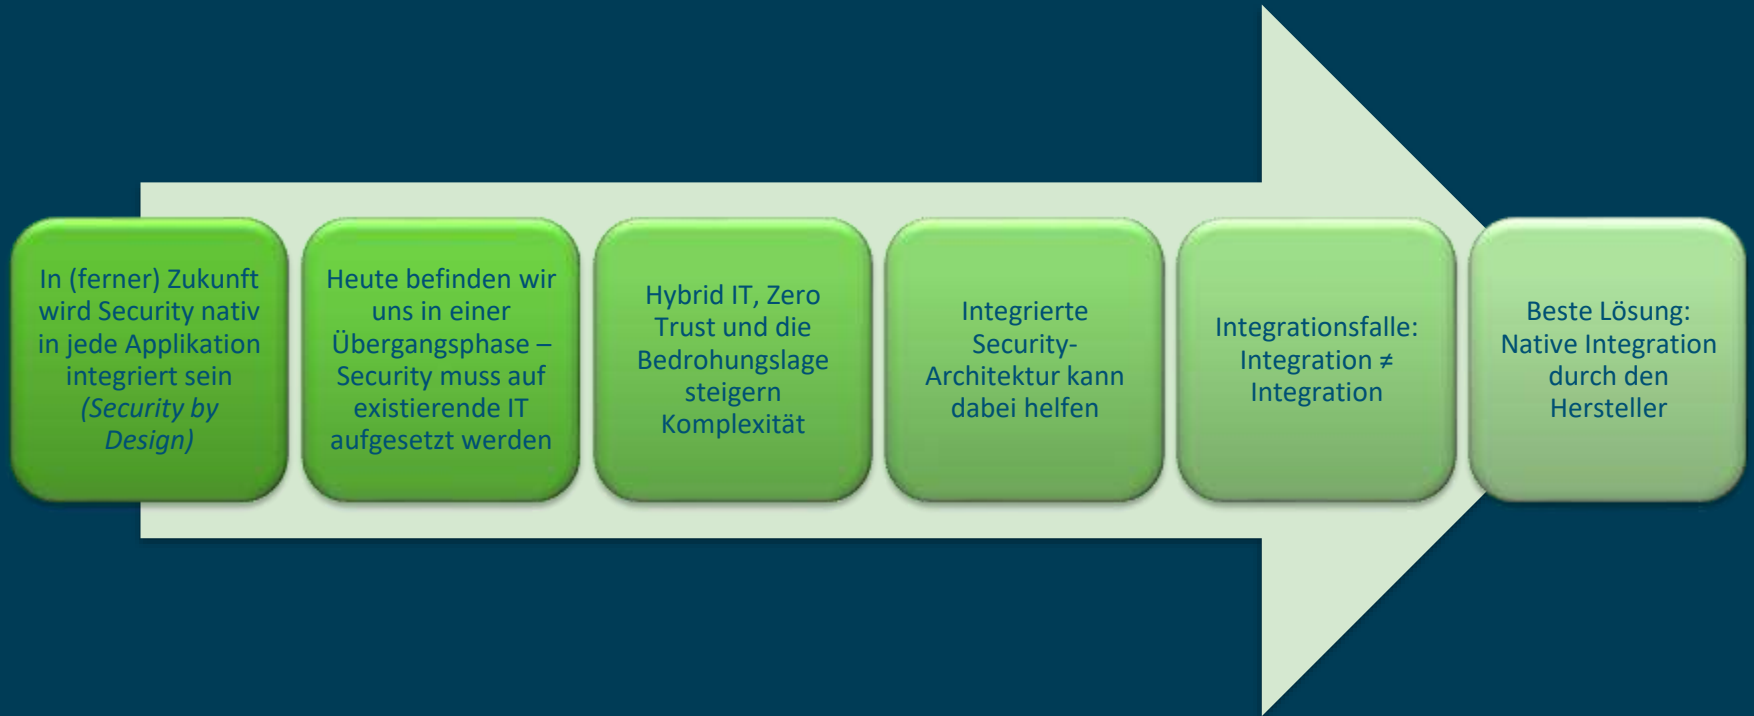 In (ferner) Zukunft
wird Security nativ
in jede Applikation
integriert sein
(Security by
Design)
Heute befinden wir
uns in einer
Übergangsphase –
Security muss auf
existierende IT
aufgesetzt werden
Hybrid IT, Zero
Trust und die
Bedrohungslage
steigern
Komplexität
Integrierte
Security-
Architektur kann
dabei helfen
Integrationsfalle:
Integration ≠
Integration
Beste Lösung:
Native Integration
durch den
Hersteller